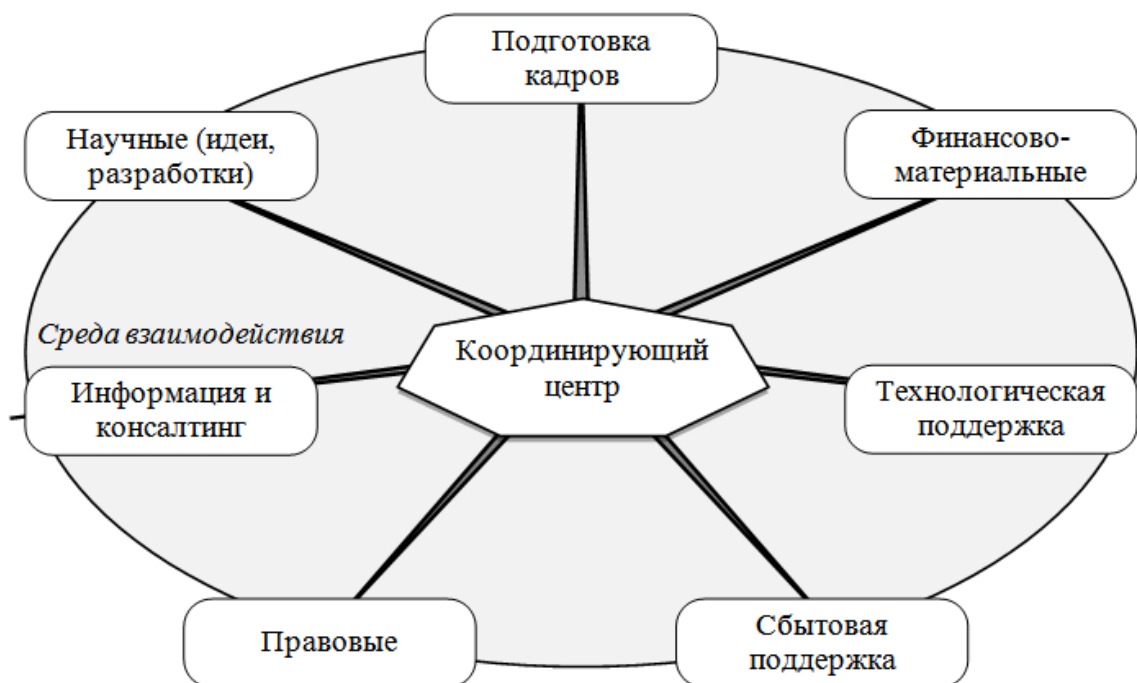 Подготовка
кадров
Научные (идеи,
разработки)
Финансово-
материальные
Среда взаимодействия
Координирующий
центр
Информация и
консалтинг
Технологическая
поддержка
Правовые
Сбытовая
поддержка